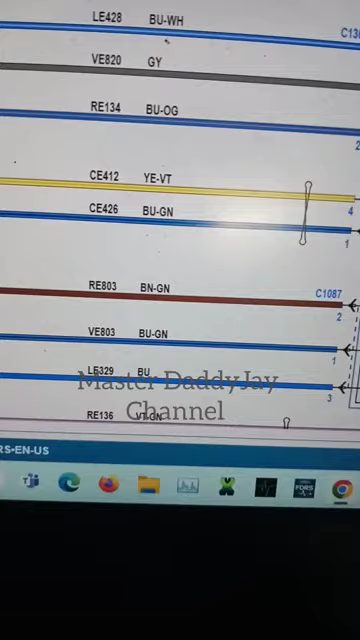 LE428 BU-WH
C13
VE820 GY
RE134 BU-OG
2
CE412 YE-VT
4
CE426 BU-GN
1
RE803 BN-GN
C1087
2
VE803 BU-GN
1
LE329 BU
3
Master DaddyJay
Channel
RE136 VT-GN
RS•EN-US
FDRS